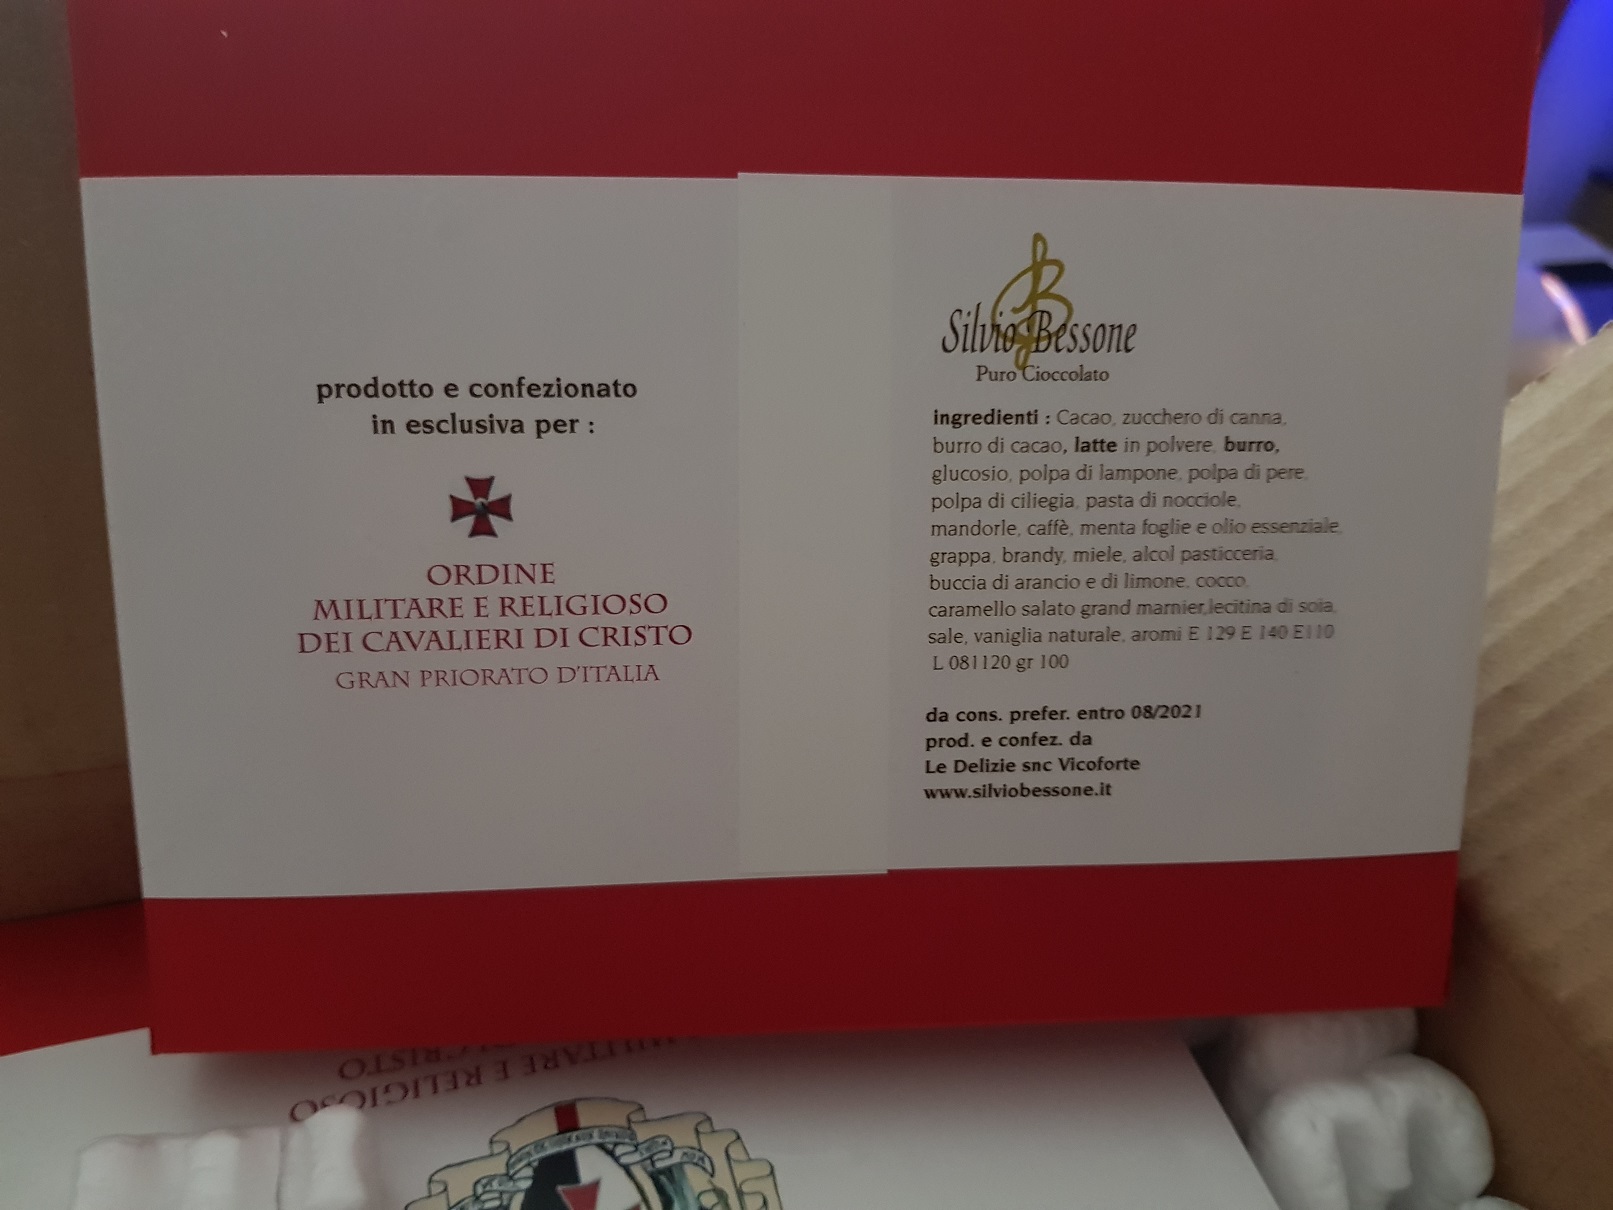 prodotto e confezionato
in esclusiva per :
ORDINE
MILITARE E RELIGIOSO
DEI CAVALIERI DI CRISTO
GRAN PRIORATO D'ITALIA
Silvio Bessone
Puro Cioccolato
ingredienti : Cacao, zucchero di canna,
burro di cacao, latte in polvere, burro,
glucosio, polpa di lampone, polpa di pere,
polpa di ciliegia, pasta di nocciole,
mandorle, caffè, menta foglie e olio essenziale,
grappa, brandy, miele, alcol pasticceria,
buccia di arancio e di limone, cocco,
caramello salato grand marnier,lecitina di soia,
sale, vaniglia naturale, aromi E 129 E 140 E110
L 081120 gr 100
da cons. prefer. entro 08/2021
prod. e confez. da
Le Delizie snc Vicoforte
www.silviobessone.it
MILITARE E RELIGIOSO
CRISTO